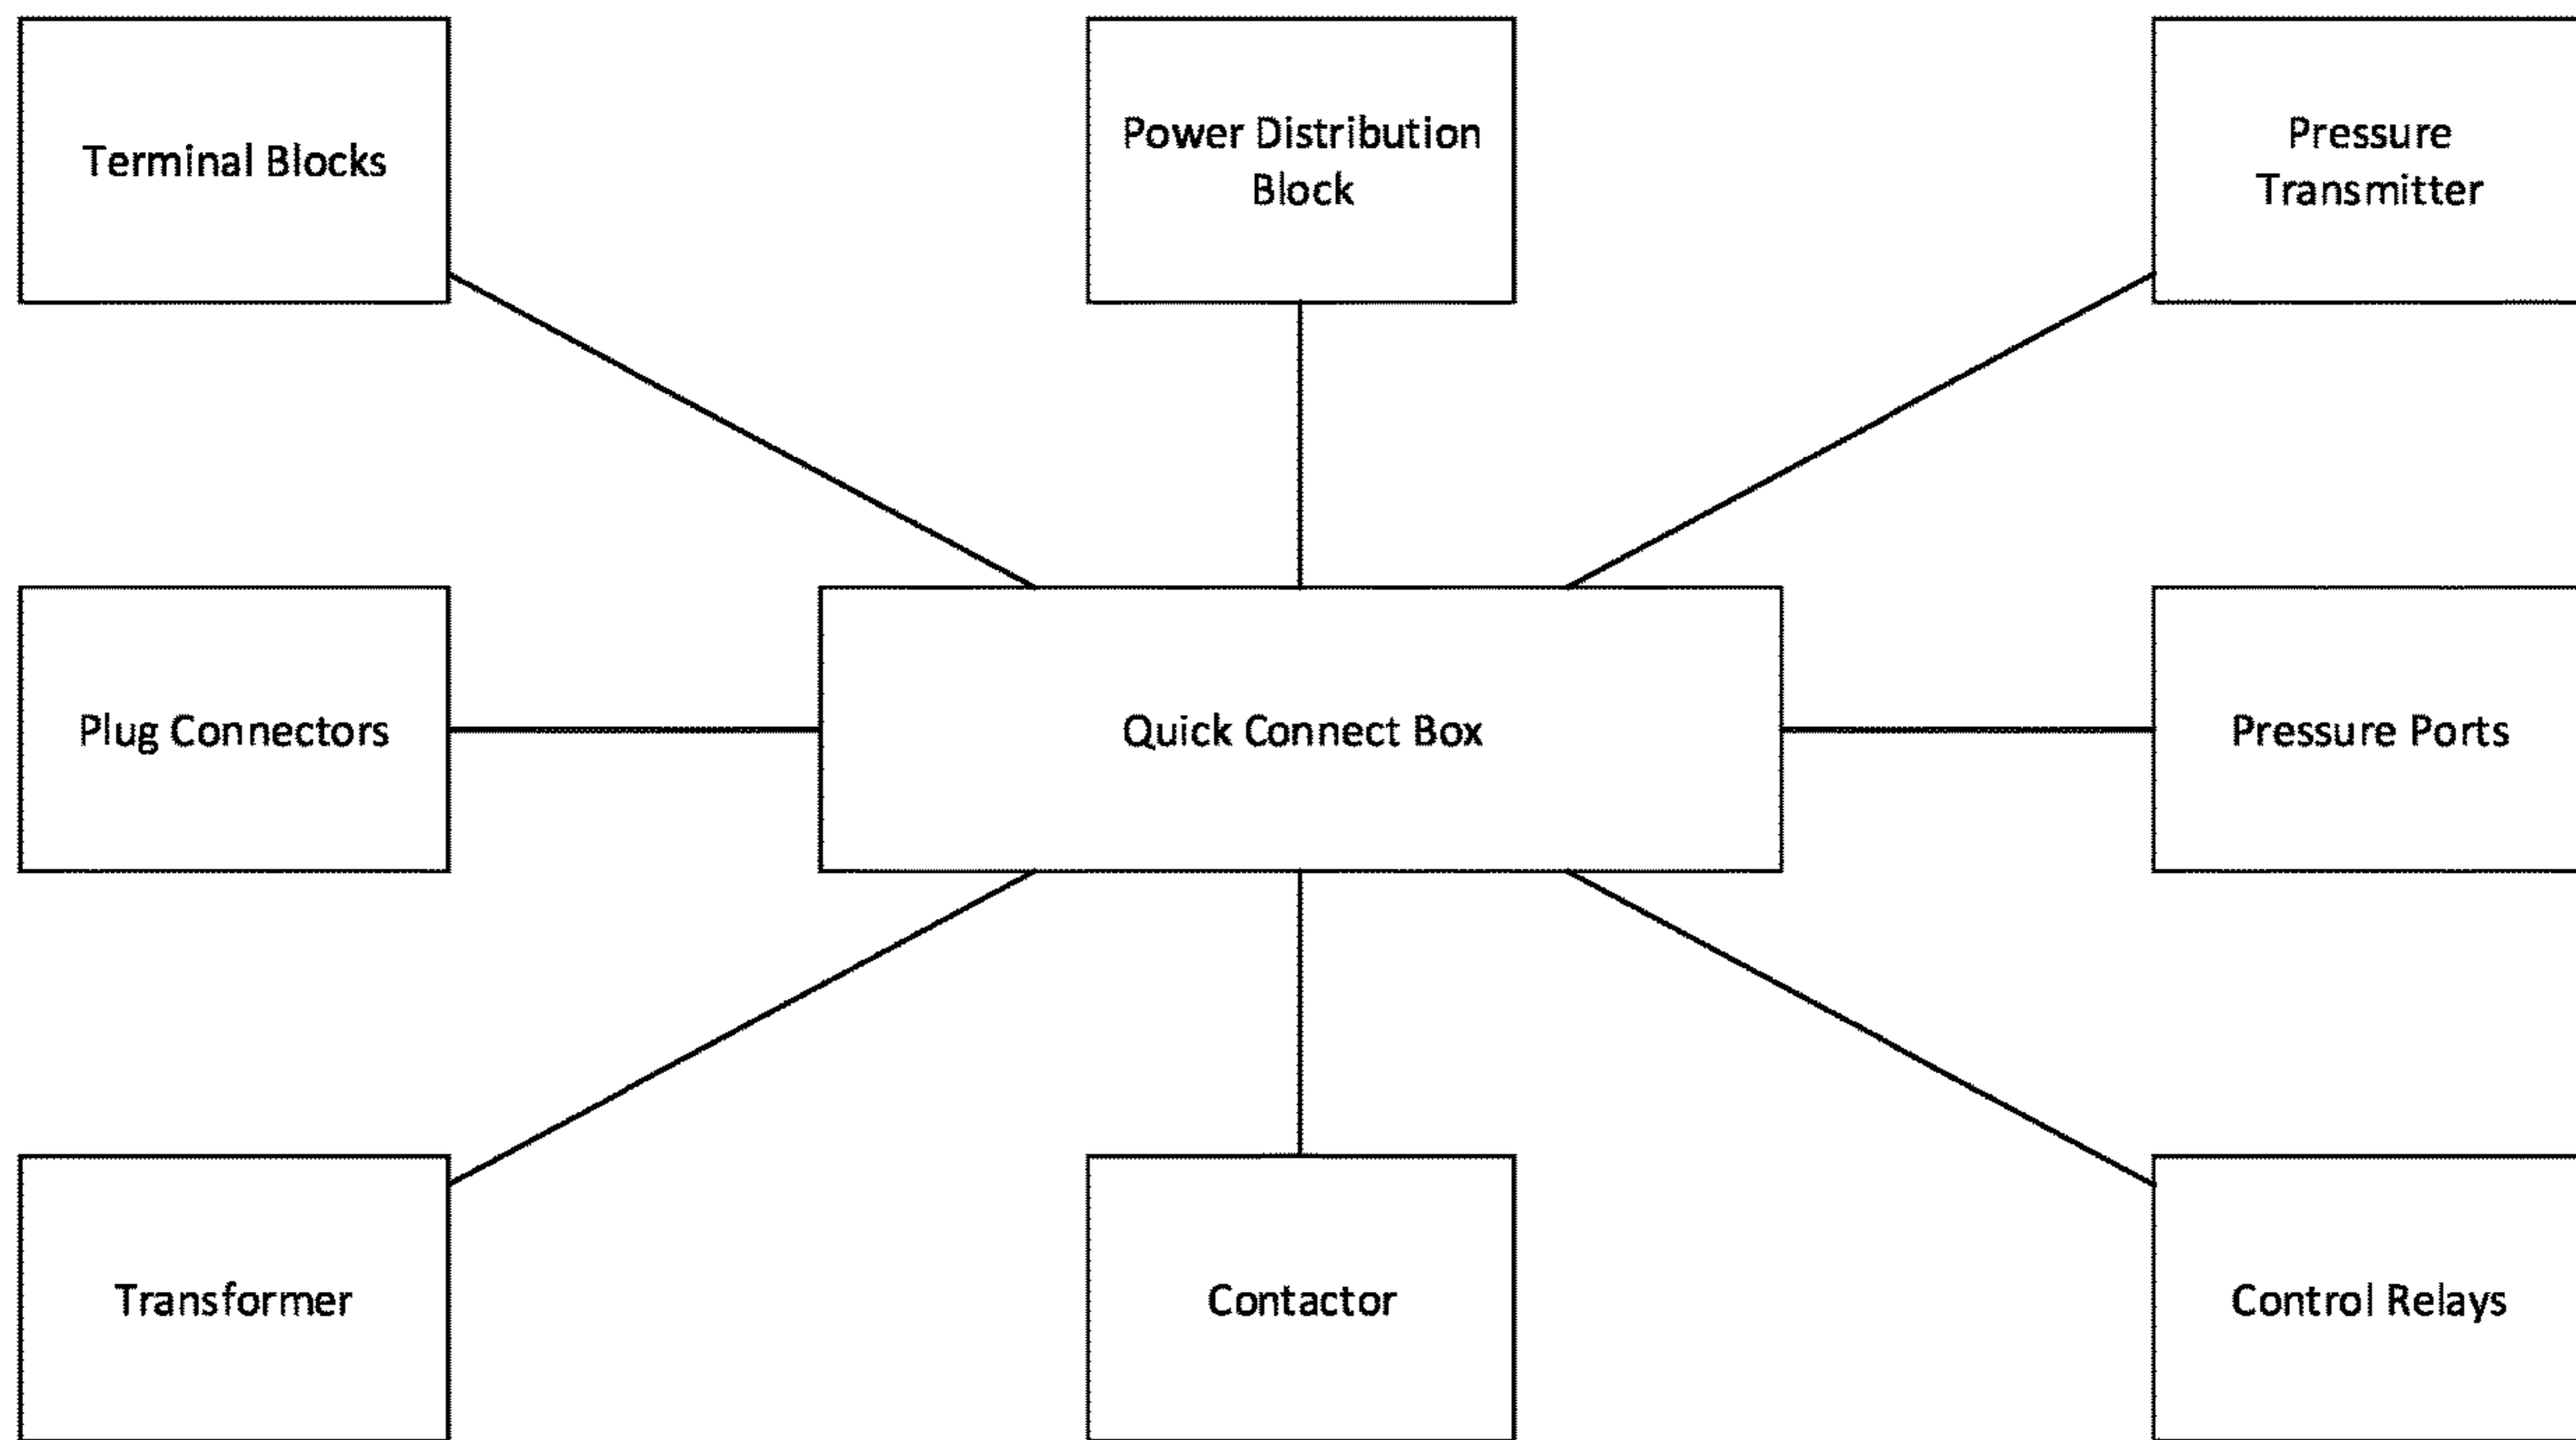 Terminal Blocks
Power Distribution
Block
Pressure
Transmitter
Plug Connectors
Quick Connect Box
Pressure Ports
Transformer
Contactor
Control Relays